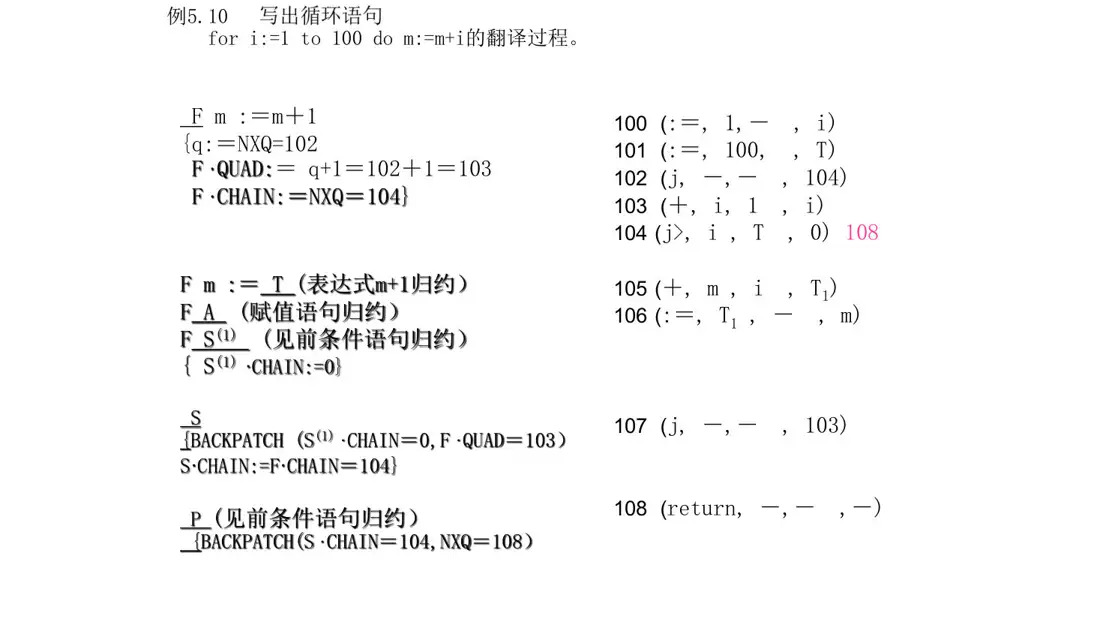 例5.10 写出循环语句
for i:=1 to 100 do m:=m+i的翻译过程。
F m :=m+1
{q:=NXQ=102
F·QUAD:= q+1=102+1=103
F·CHAIN:=NXQ=104}
F m := T (表达式m+1归约)
F A (赋值语句归约)
F S(1) (见前条件语句归约)
{ S(1)·CHAIN:=0}
S
{BACKPATCH (S(1)·CHAIN=0,F·QUAD=103)
S·CHAIN:=F·CHAIN=104}
P (见前条件语句归约)
{BACKPATCH(S·CHAIN=104,NXQ=108)
100 (:=, 1,- , i)
101 (:=, 100, , T)
102 (j, -,- , 104)
103 (+, i, 1 , i)
104 (j>, i , T , 0) 108
105 (+, m , i , T1)
106 (:=, T1 , - , m)
107 (j, -,- , 103)
108 (return, -,- ,-)